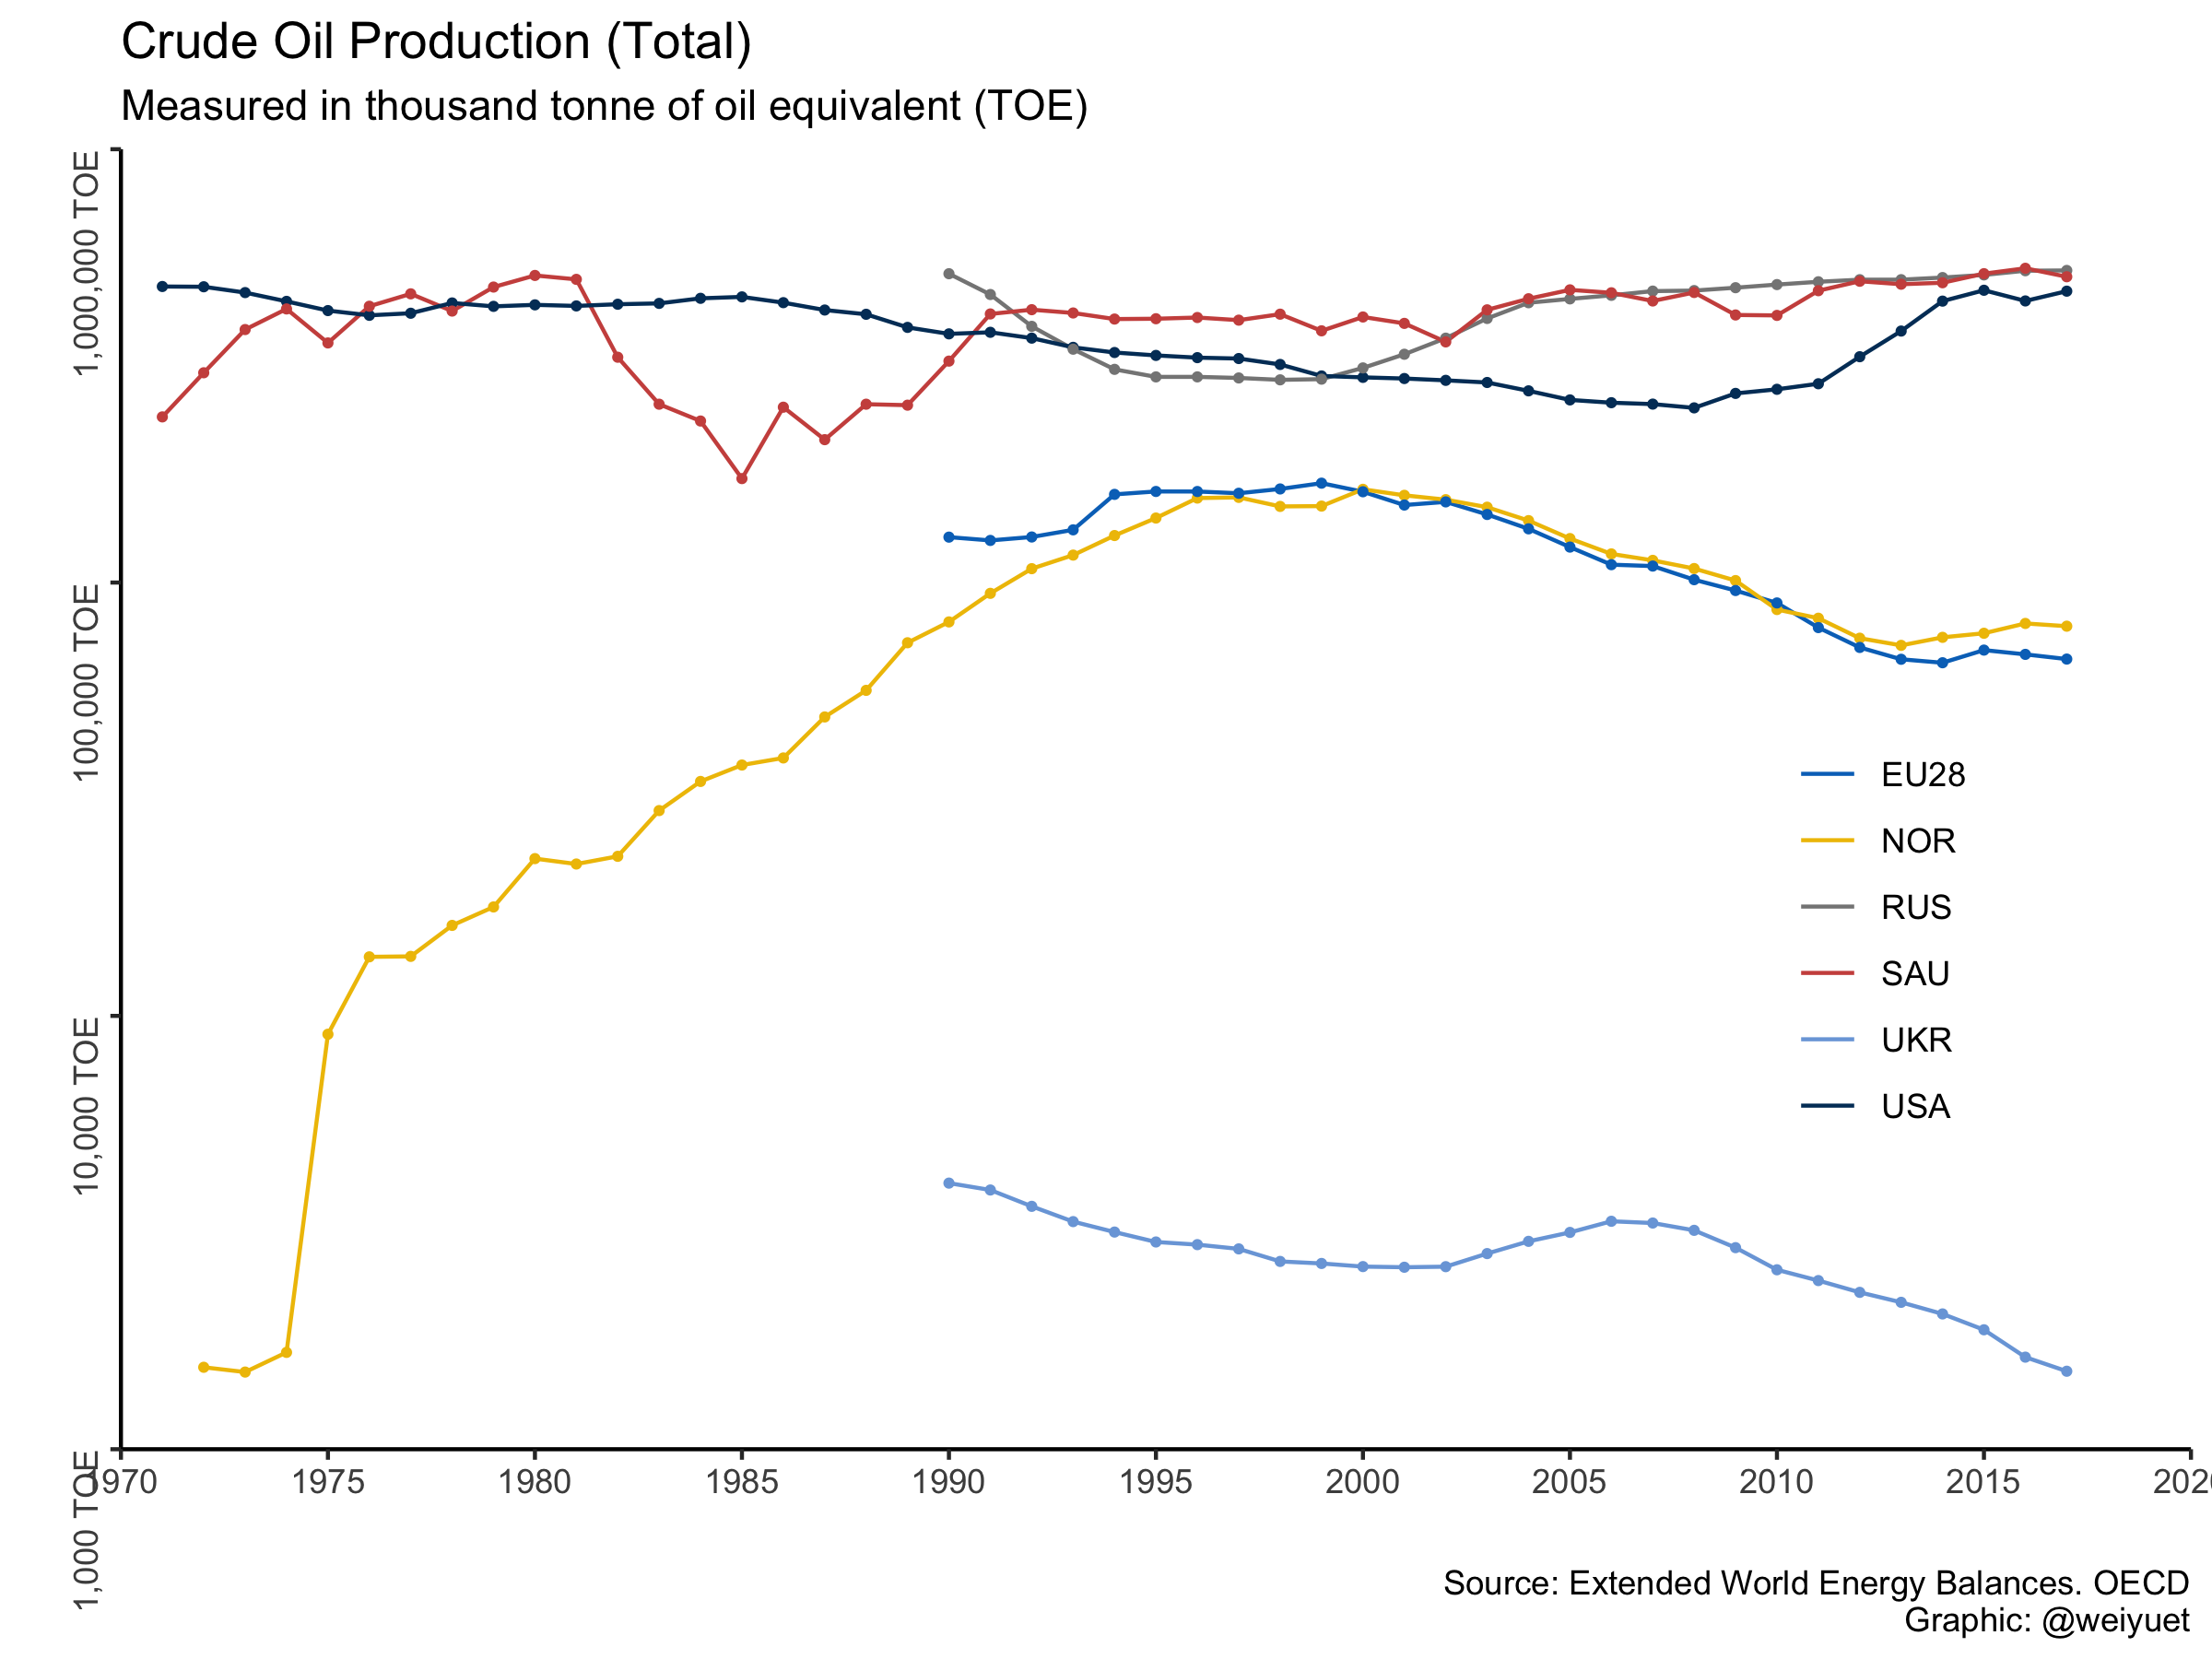 Crude Oil Production (Total)
Measured in thousand tonne of oil equivalent (TOE)
1,000,000 TOE
100,000 TOE
10,000 TOE
1,000 TOE
EU28
NOR
RUS
SAU
UKR
USA
1970 1975 1980 1985 1990 1995 2000 2005 2010 2015
Source: Extended World Energy Balances. OECD
Graphic: @weiyuet